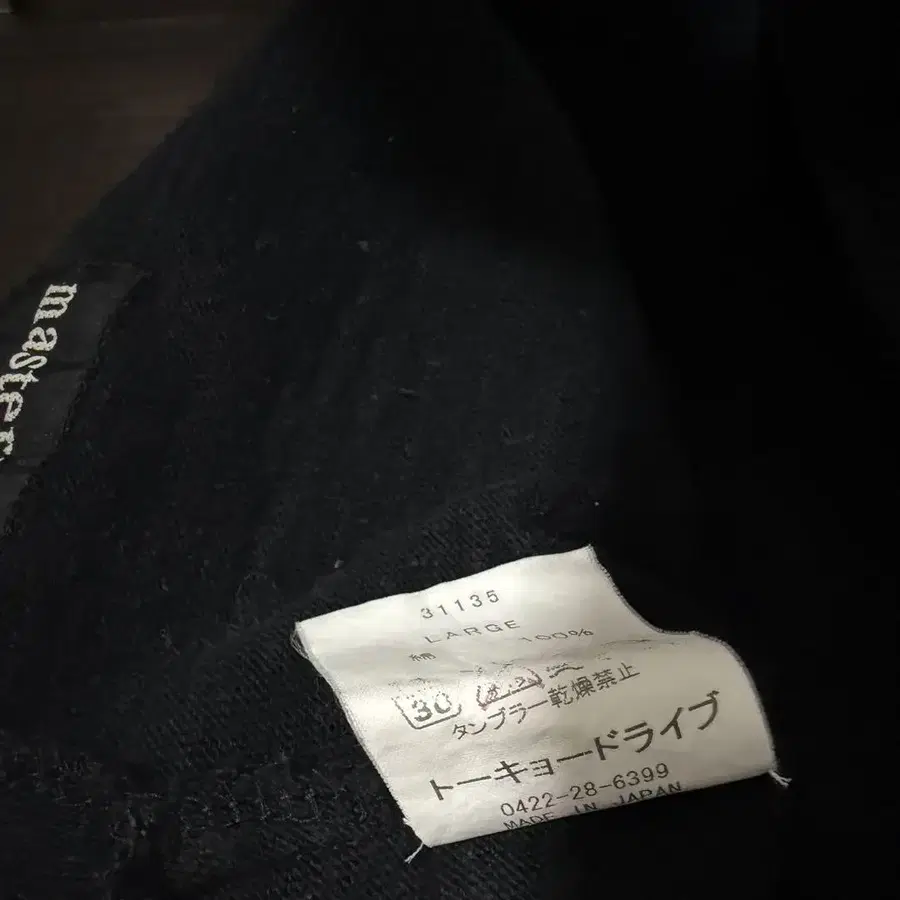 master
31135
LARGE
綿 100%
30
タンブラー乾燥禁止
トーキョードライブ
0422-28-6399
MADE IN JAPAN